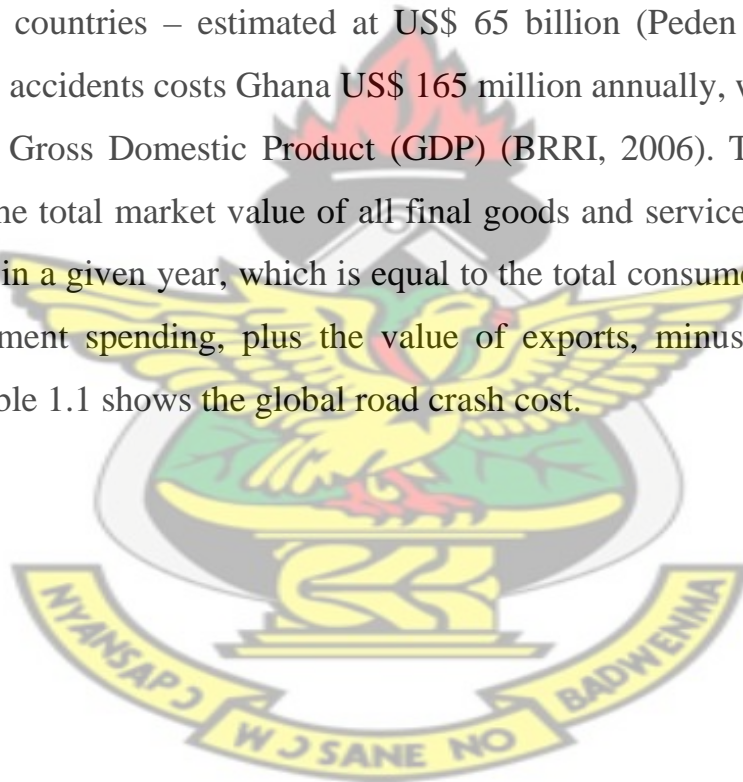 countries – estimated at US$ 65 billion (Peden
accidents costs Ghana US$ 165 million annually, w
Gross Domestic Product (GDP) (BRRI, 2006). T
he total market value of all final goods and service
in a given year, which is equal to the total consume
ment spending, plus the value of exports, minus
ble 1.1 shows the global road crash cost.
NYANSAPƆ
WƆ SANE NO
BADWENMA